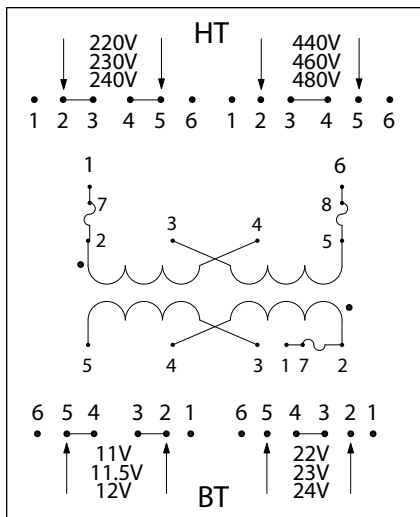 HT
220V 440V
230V 460V
240V 480V
1 2 3 4 5 6 1 2 3 4 5 6
1 6
7 8
2 3 4 5
5 4 3 1 7 2
6 5 4 3 2 1 6 5 4 3 2 1
11V 22V
11.5V 23V
12V 24V
BT